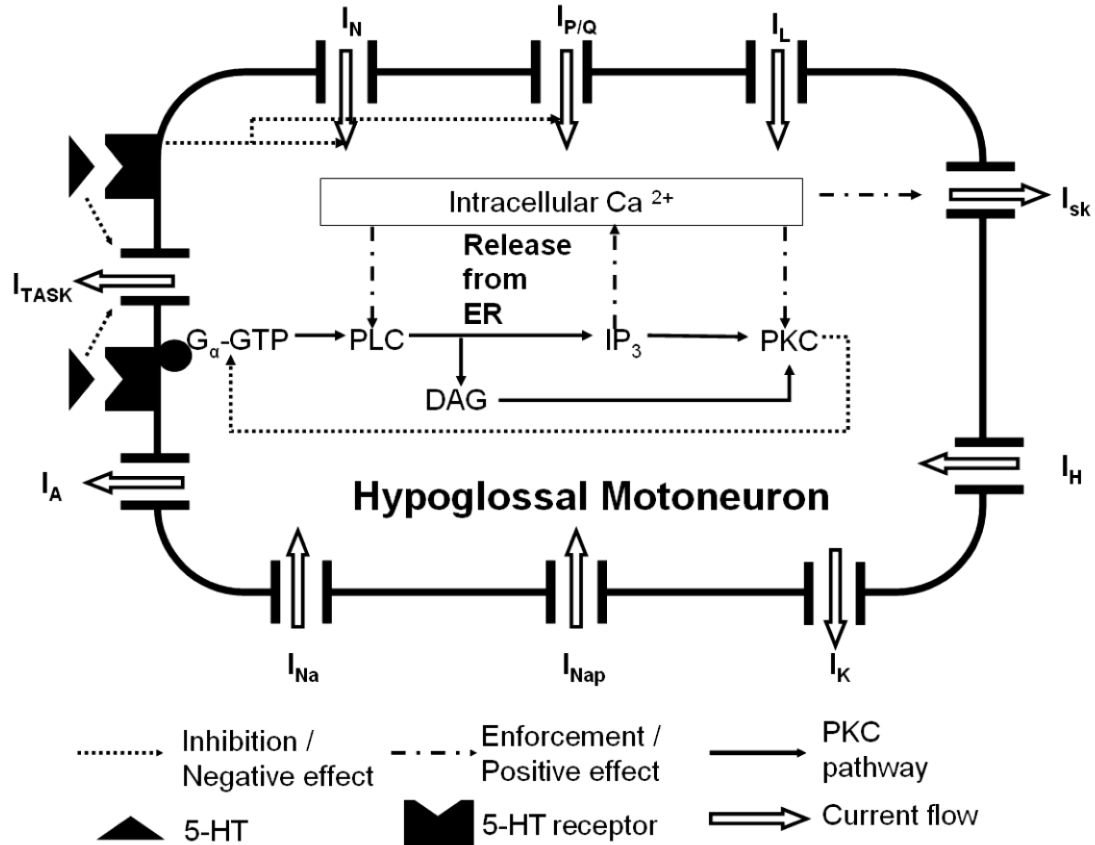 I_N
I_P/Q
I_L
Intracellular Ca 2+
I_sk
Release
from
ER
I_TASK
G_α-GTP
PLC
IP_3
PKC
DAG
I_A
Hypoglossal Motoneuron
I_H
I_Na
I_Nap
I_K
Inhibition /
Negative effect
Enforcement /
Positive effect
PKC
pathway
5-HT
5-HT receptor
Current flow